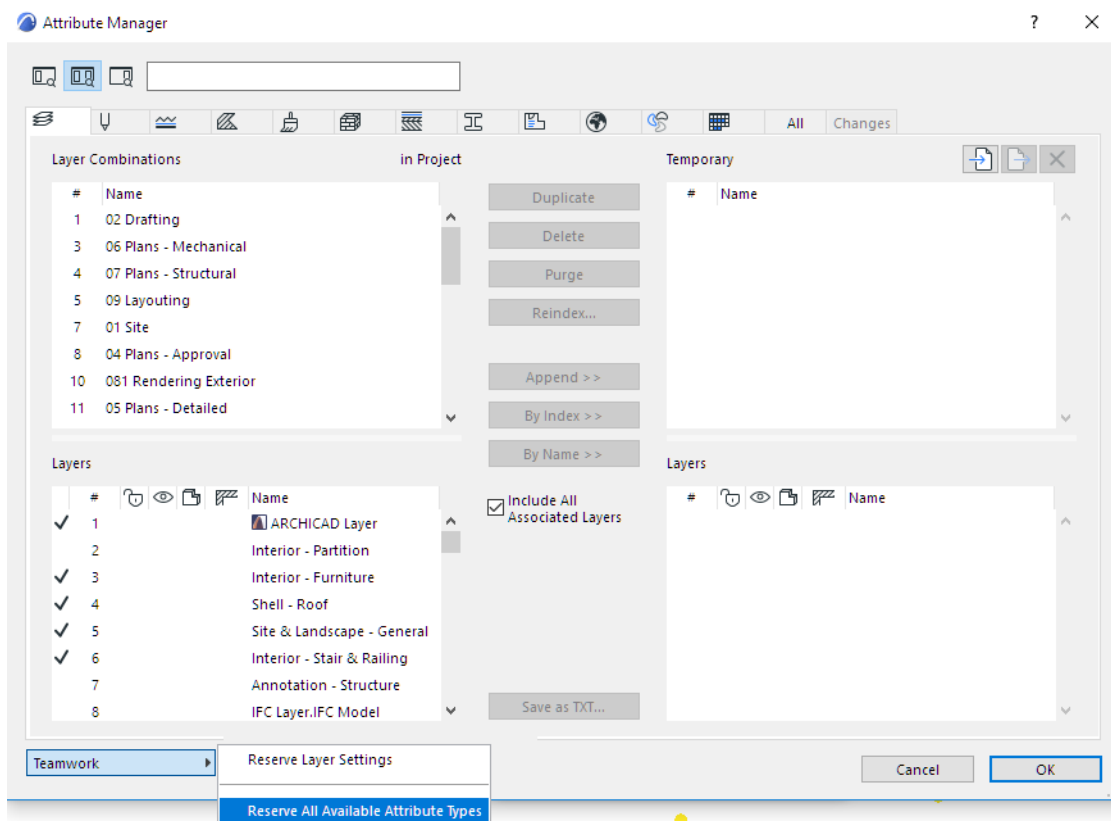 Attribute Manager
?
All
Changes
Layer Combinations
in Project
Temporary
# Name
1 02 Drafting
3 06 Plans - Mechanical
4 07 Plans - Structural
5 09 Layouting
7 01 Site
8 04 Plans - Approval
10 081 Rendering Exterior
11 05 Plans - Detailed
Duplicate
Delete
Purge
Reindex...
Append >>
By Index >>
By Name >>
# Name
Layers
# Name
1 ARCHICAD Layer
2 Interior - Partition
3 Interior - Furniture
4 Shell - Roof
5 Site & Landscape - General
6 Interior - Stair & Railing
7 Annotation - Structure
8 IFC Layer.IFC Model
Include All
Associated Layers
Save as TXT...
Layers
# Name
Teamwork
Reserve Layer Settings
Reserve All Available Attribute Types
Cancel
OK